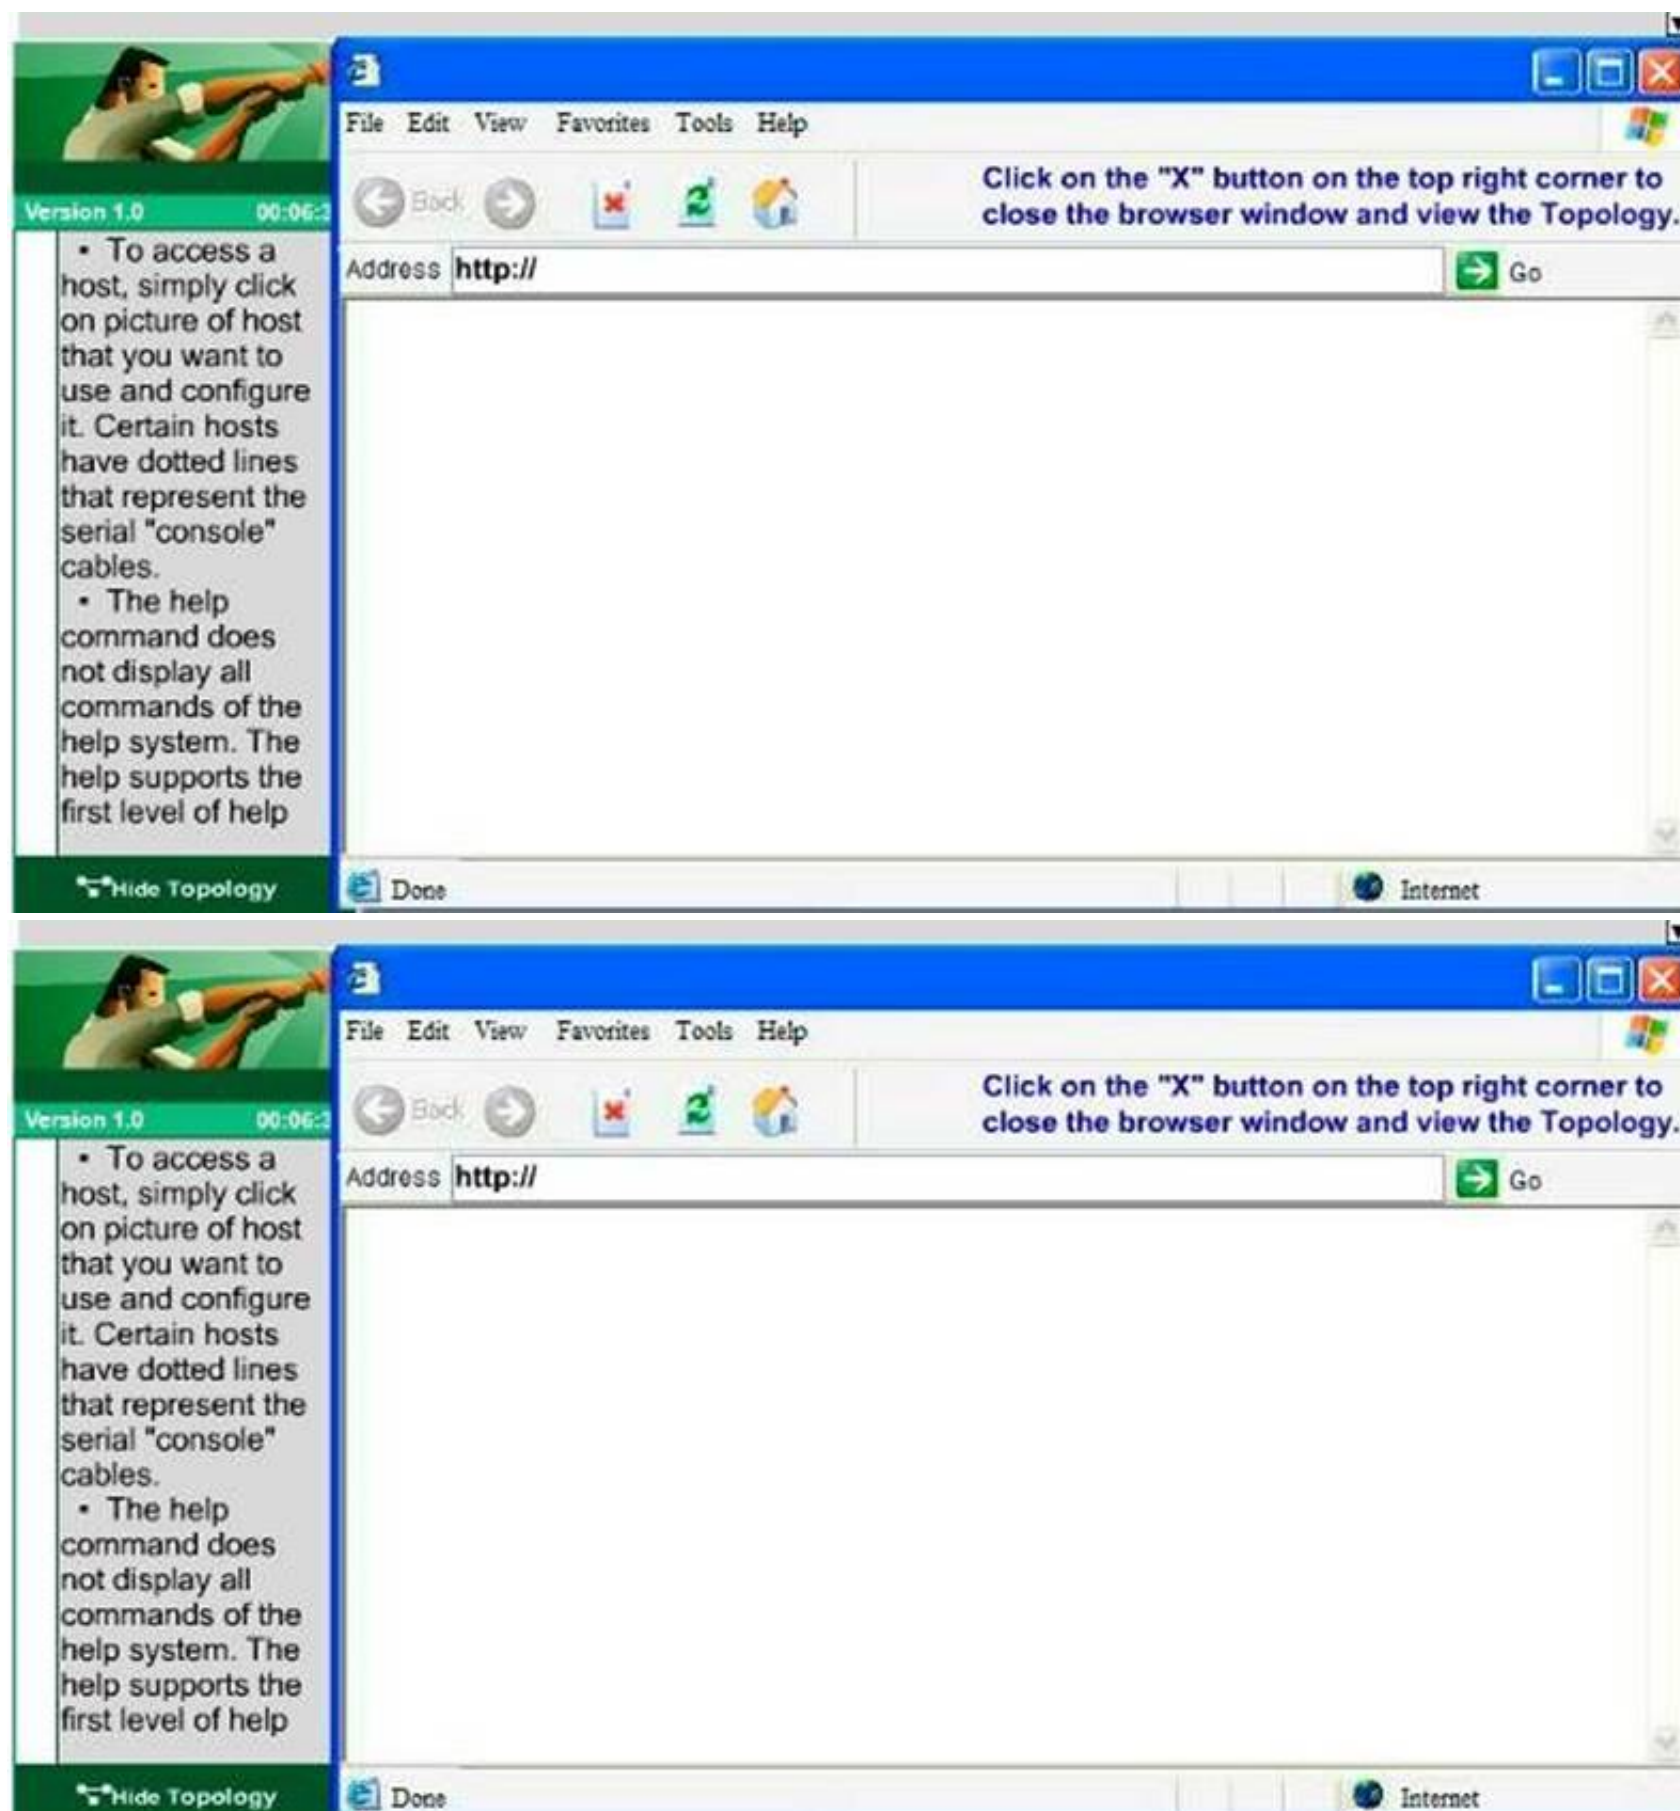 File Edit View Favorites Tools Help
Back
Click on the "X" button on the top right corner to
close the browser window and view the Topology.
Version 1.0 00:06:3
Address http:// Go
• To access a
host, simply click
on picture of host
that you want to
use and configure
it. Certain hosts
have dotted lines
that represent the
serial "console"
cables.
• The help
command does
not display all
commands of the
help system. The
help supports the
first level of help
Hide Topology
Done Internet
File Edit View Favorites Tools Help
Back
Click on the "X" button on the top right corner to
close the browser window and view the Topology.
Version 1.0 00:06:3
Address http:// Go
• To access a
host, simply click
on picture of host
that you want to
use and configure
it. Certain hosts
have dotted lines
that represent the
serial "console"
cables.
• The help
command does
not display all
commands of the
help system. The
help supports the
first level of help
Hide Topology
Done Internet